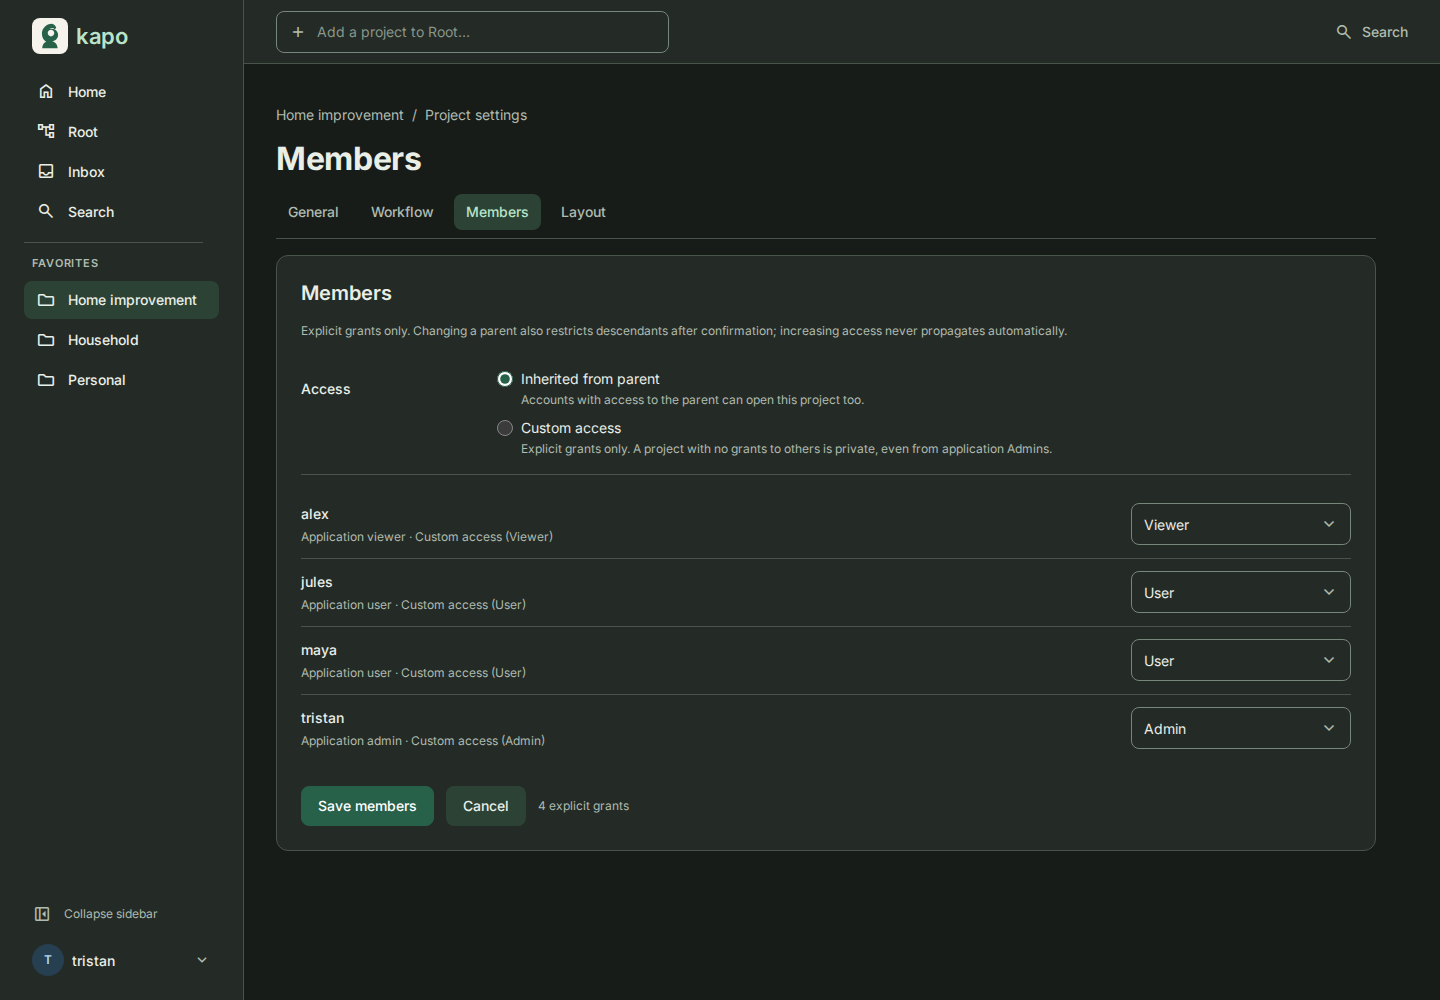 kapo
Add a project to Root...
Search
Home
Root
Inbox
Search
FAVORITES
Home improvement
Household
Personal
Collapse sidebar
T
tristan
Home improvement / Project settings
Members
General
Workflow
Members
Layout
Members
Explicit grants only. Changing a parent also restricts descendants after confirmation; increasing access never propagates automatically.
Access
Inherited from parent
Accounts with access to the parent can open this project too.
Custom access
Explicit grants only. A project with no grants to others is private, even from application Admins.
alex
Application viewer · Custom access (Viewer)
Viewer
jules
Application user · Custom access (User)
User
maya
Application user · Custom access (User)
User
tristan
Application admin · Custom access (Admin)
Admin
Save members
Cancel
4 explicit grants